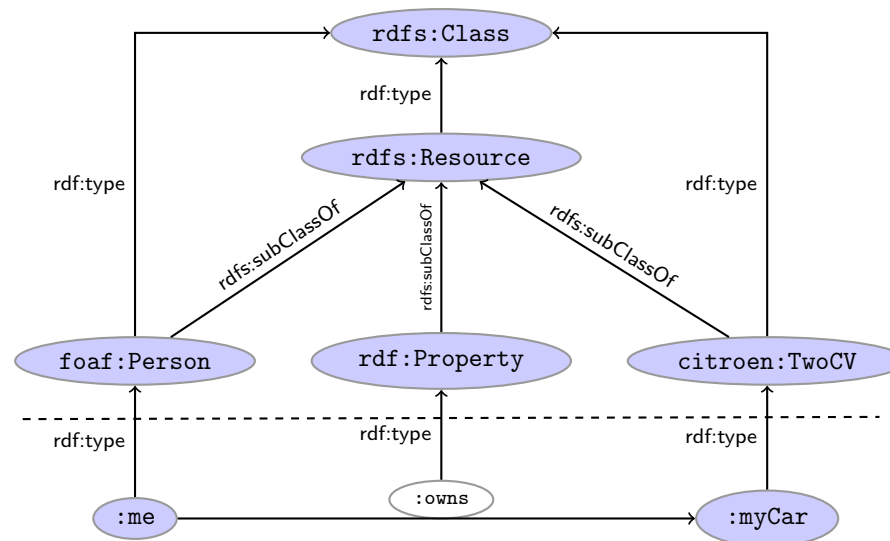 rdfs:Class
rdf:type
rdfs:Resource
rdf:type
rdf:type
rdfs:subClassOf
rdfs:subClassOf
rdfs:subClassOf
foaf:Person
rdf:Property
citroen:TwoCV
rdf:type
rdf:type
rdf:type
:owns
:me
:myCar